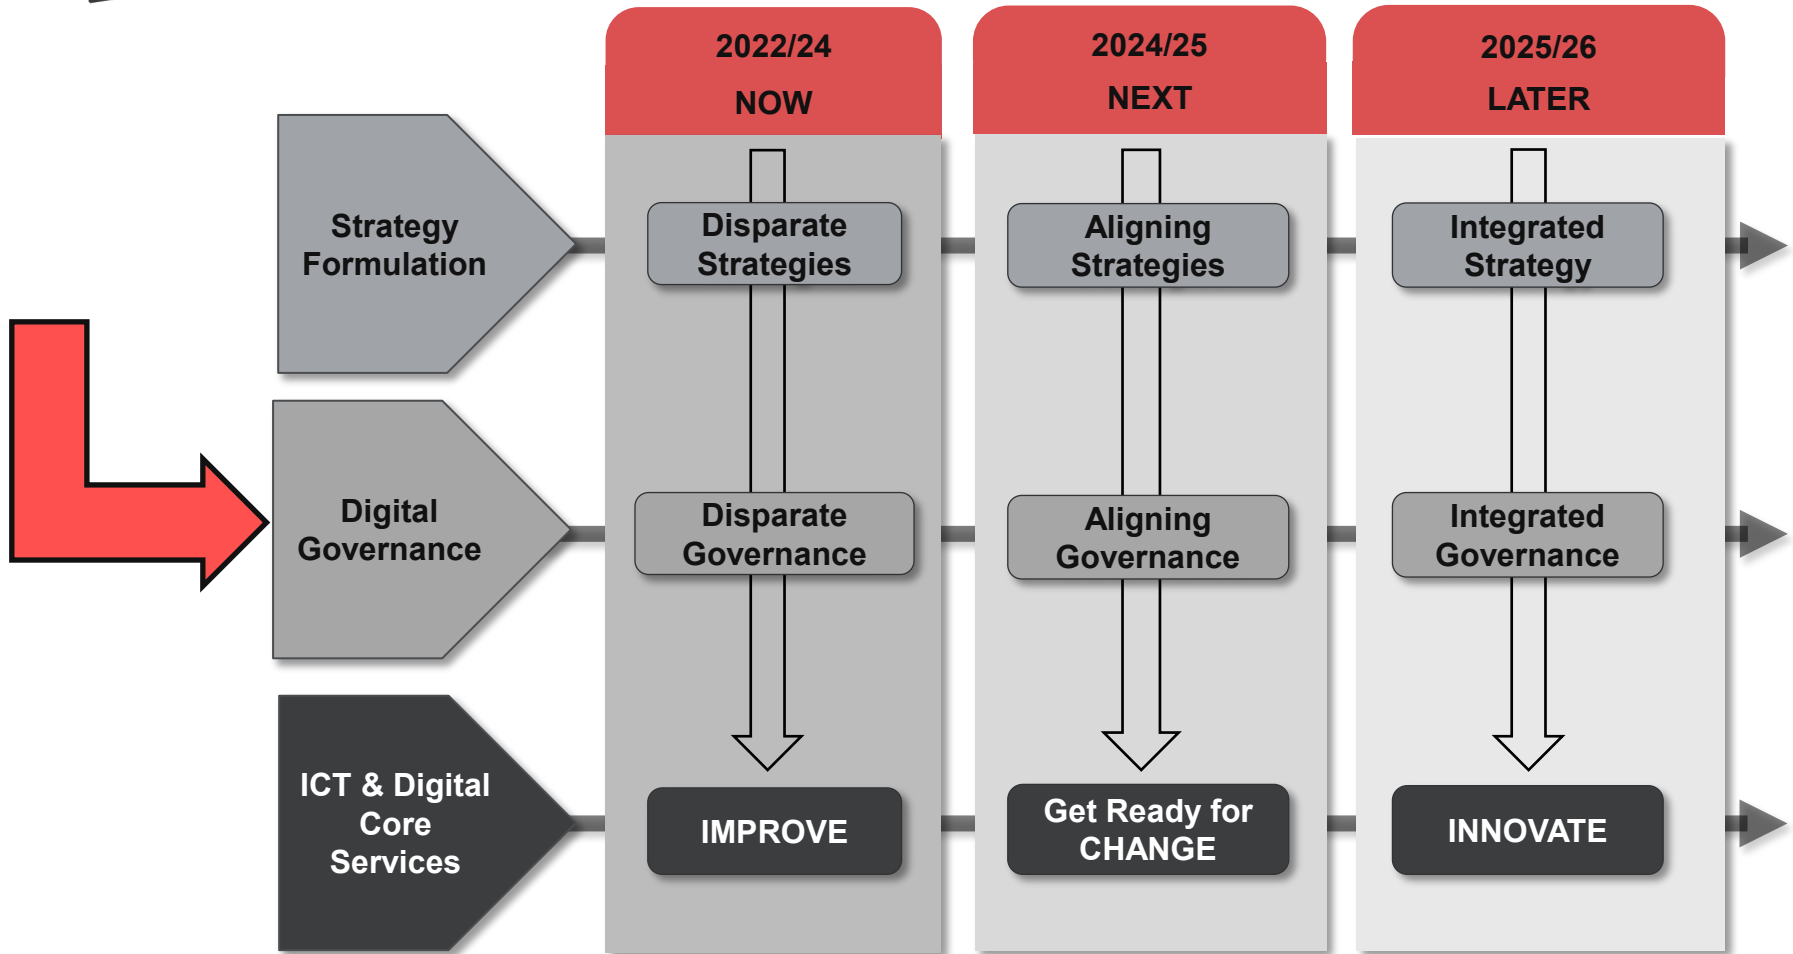 2022/24
NOW
2024/25
NEXT
2025/26
LATER
Strategy
Formulation
Disparate
Strategies
Aligning
Strategies
Integrated
Strategy
Digital
Governance
Disparate
Governance
Aligning
Governance
Integrated
Governance
ICT & Digital
Core
Services
IMPROVE
Get Ready for
CHANGE
INNOVATE